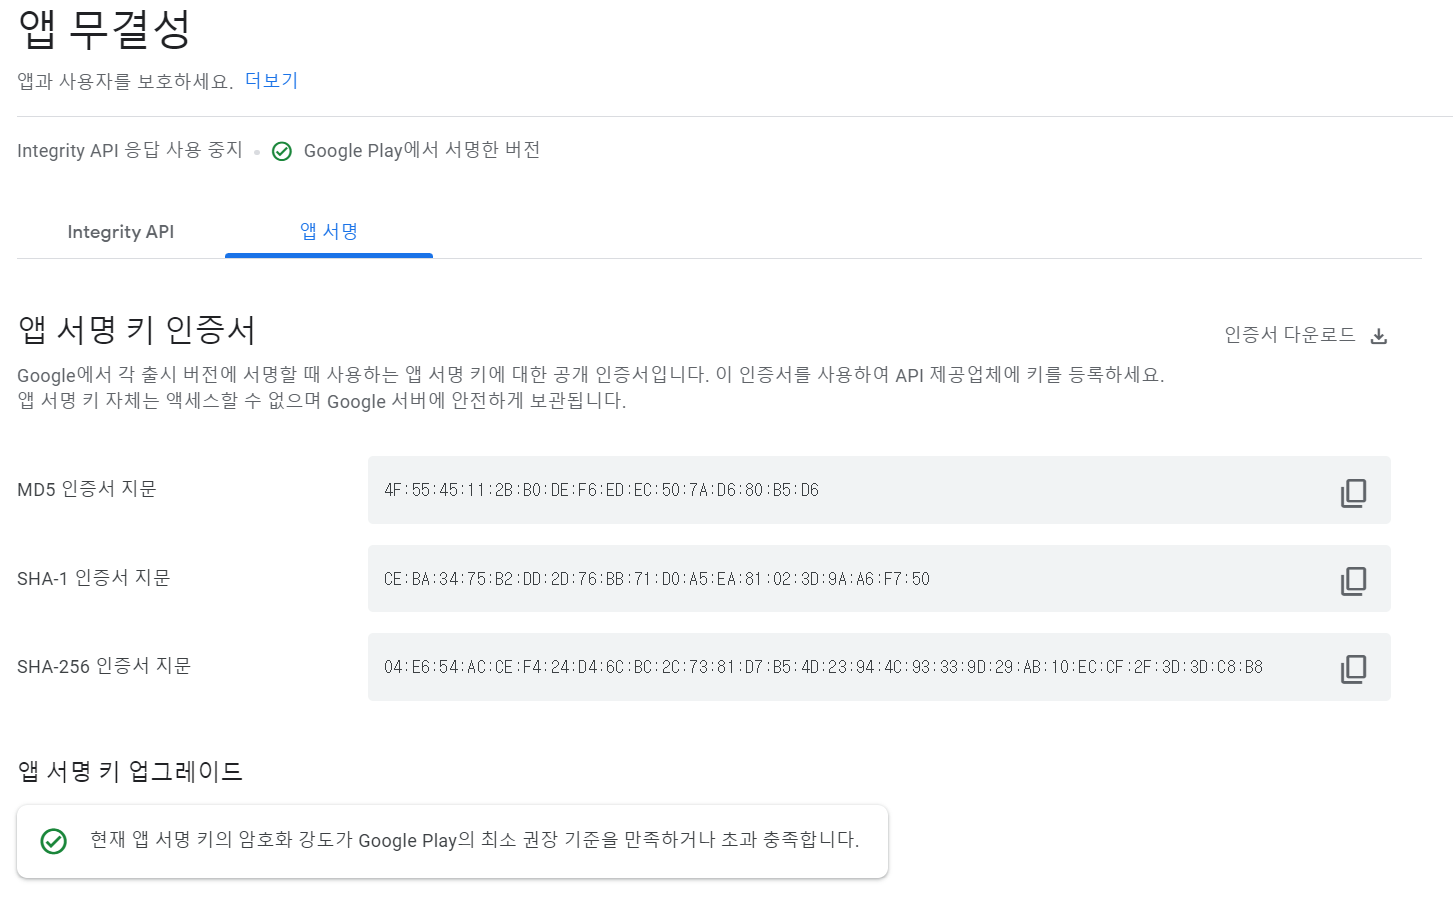 앱 무결성
앱과 사용자를 보호하세요. 더보기
Integrity API 응답 사용 중지 • Google Play에서 서명한 버전
Integrity API 앱 서명
앱 서명 키 인증서
인증서 다운로드
Google에서 각 출시 버전에 서명할 때 사용하는 앱 서명 키에 대한 공개 인증서입니다. 이 인증서를 사용하여 API 제공업체에 키를 등록하세요.
앱 서명 키 자체는 액세스할 수 없으며 Google 서버에 안전하게 보관됩니다.
MD5 인증서 지문 4F:55:45:11:2B:B0:DE:F6:ED:EC:50:7A:D6:80:B5:D6
SHA-1 인증서 지문 CE:BA:34:75:B2:DD:2D:76:BB:71:D0:A5:EA:81:02:3D:9A:A6:F7:50
SHA-256 인증서 지문 04:E6:54:AC:CE:F4:24:D4:6C:BC:2C:73:81:D7:B5:4D:23:94:4C:93:33:9D:29:AB:10:EC:CF:2F:3D:3D:C8:B8
앱 서명 키 업그레이드
현재 앱 서명 키의 암호화 강도가 Google Play의 최소 권장 기준을 만족하거나 초과 충족합니다.